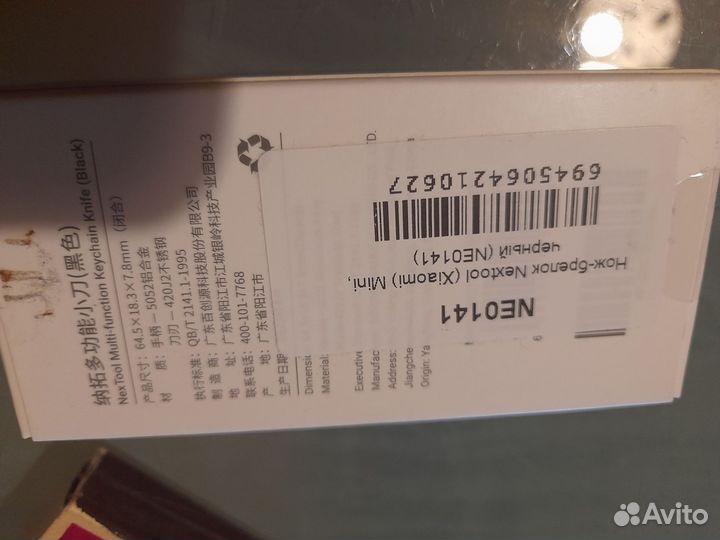 纳拓多功能小刀(黑色)
NexTool Multi-function Keychain Knife (Black)
产品尺寸: 64.5×18.3×7.8mm (闭合)
材 质: 手柄—5052铝合金
刀刃—420J2不锈钢
执行标准: QB/T 2141.1-1995
制 造 商: 广东百创源科技股份有限公司
地 址: 广东省阳江市江城银岭科技产业园B9-3
联系电话: 400-101-7768
产 地: 广东省阳江市
生产日期
Dimensi
Material:
Executive
Manufac
Address:
Jiangche
Origin: Ya
TD.
6
6945064210627
Нож-брелок Nextool (Xiaomi) Mini,
черный (NE0141)
NE0141
Avito